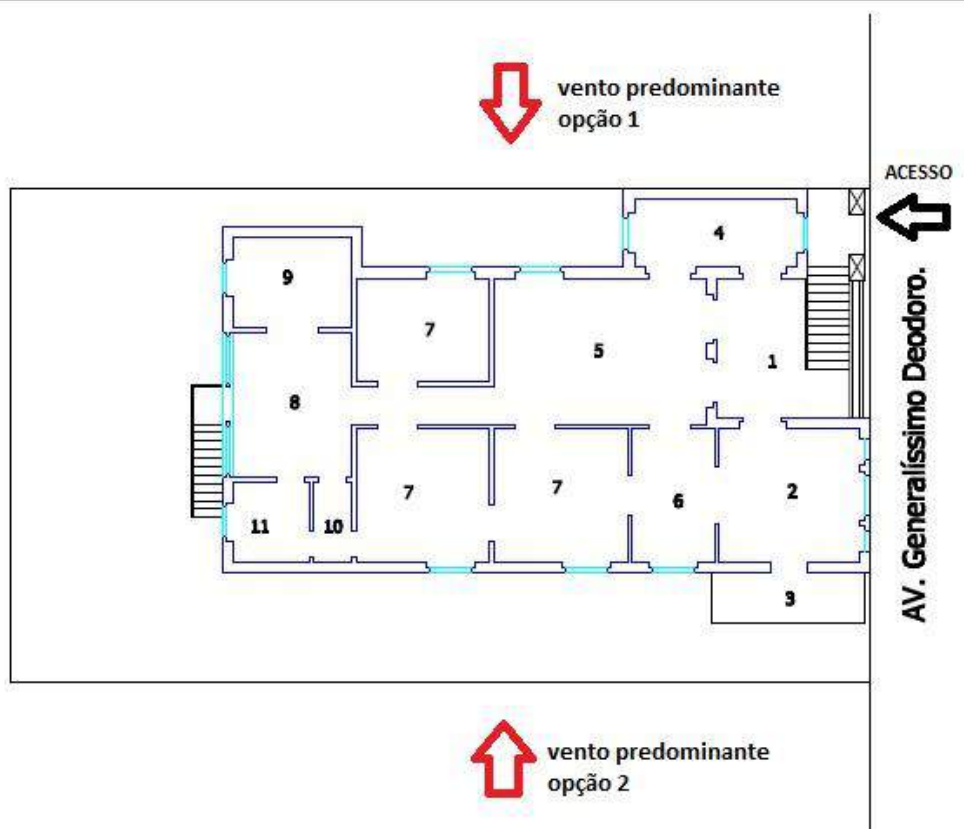 vento predominante
opção 1
ACESSO
4
9
7
5
1
8
7
7
6
2
11
10
3
AV. Generalíssimo Deodoro.
vento predominante
opção 2